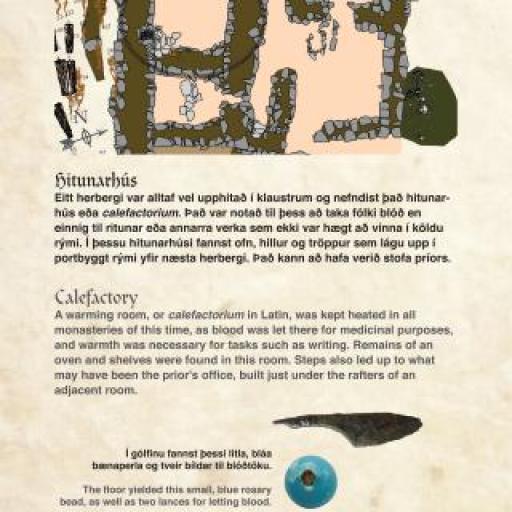 N
Hitunarhús
Eitt herbergi var alltaf vel upphitað í klaustrum og nefndist það hitunar-
hús eða calefactorium. Það var notað til þess að taka fólki blóð en
einnig til ritunar eða annarra verka sem ekki var hægt að vinna í köldu
rými. Í þessu hitunarhúsi fannst ofn, hillur og tröppur sem lágu upp í
portbyggt rými yfir næsta herbergi. Það kann að hafa verið stofa príors.
Calefactory
A warming room, or calefactorium in Latin, was kept heated in all
monasteries of this time, as blood was let there for medicinal purposes,
and warmth was necessary for tasks such as writing. Remains of an
oven and shelves were found in this room. Steps also led up to what
may have been the prior's office, built just under the rafters of an
adjacent room.
Í gólfinu fannst þessi litla, bláa
bænaperla og tveir bíldar til blóðtöku.
The floor yielded this small, blue rosary
bead, as well as two lances for letting blood.